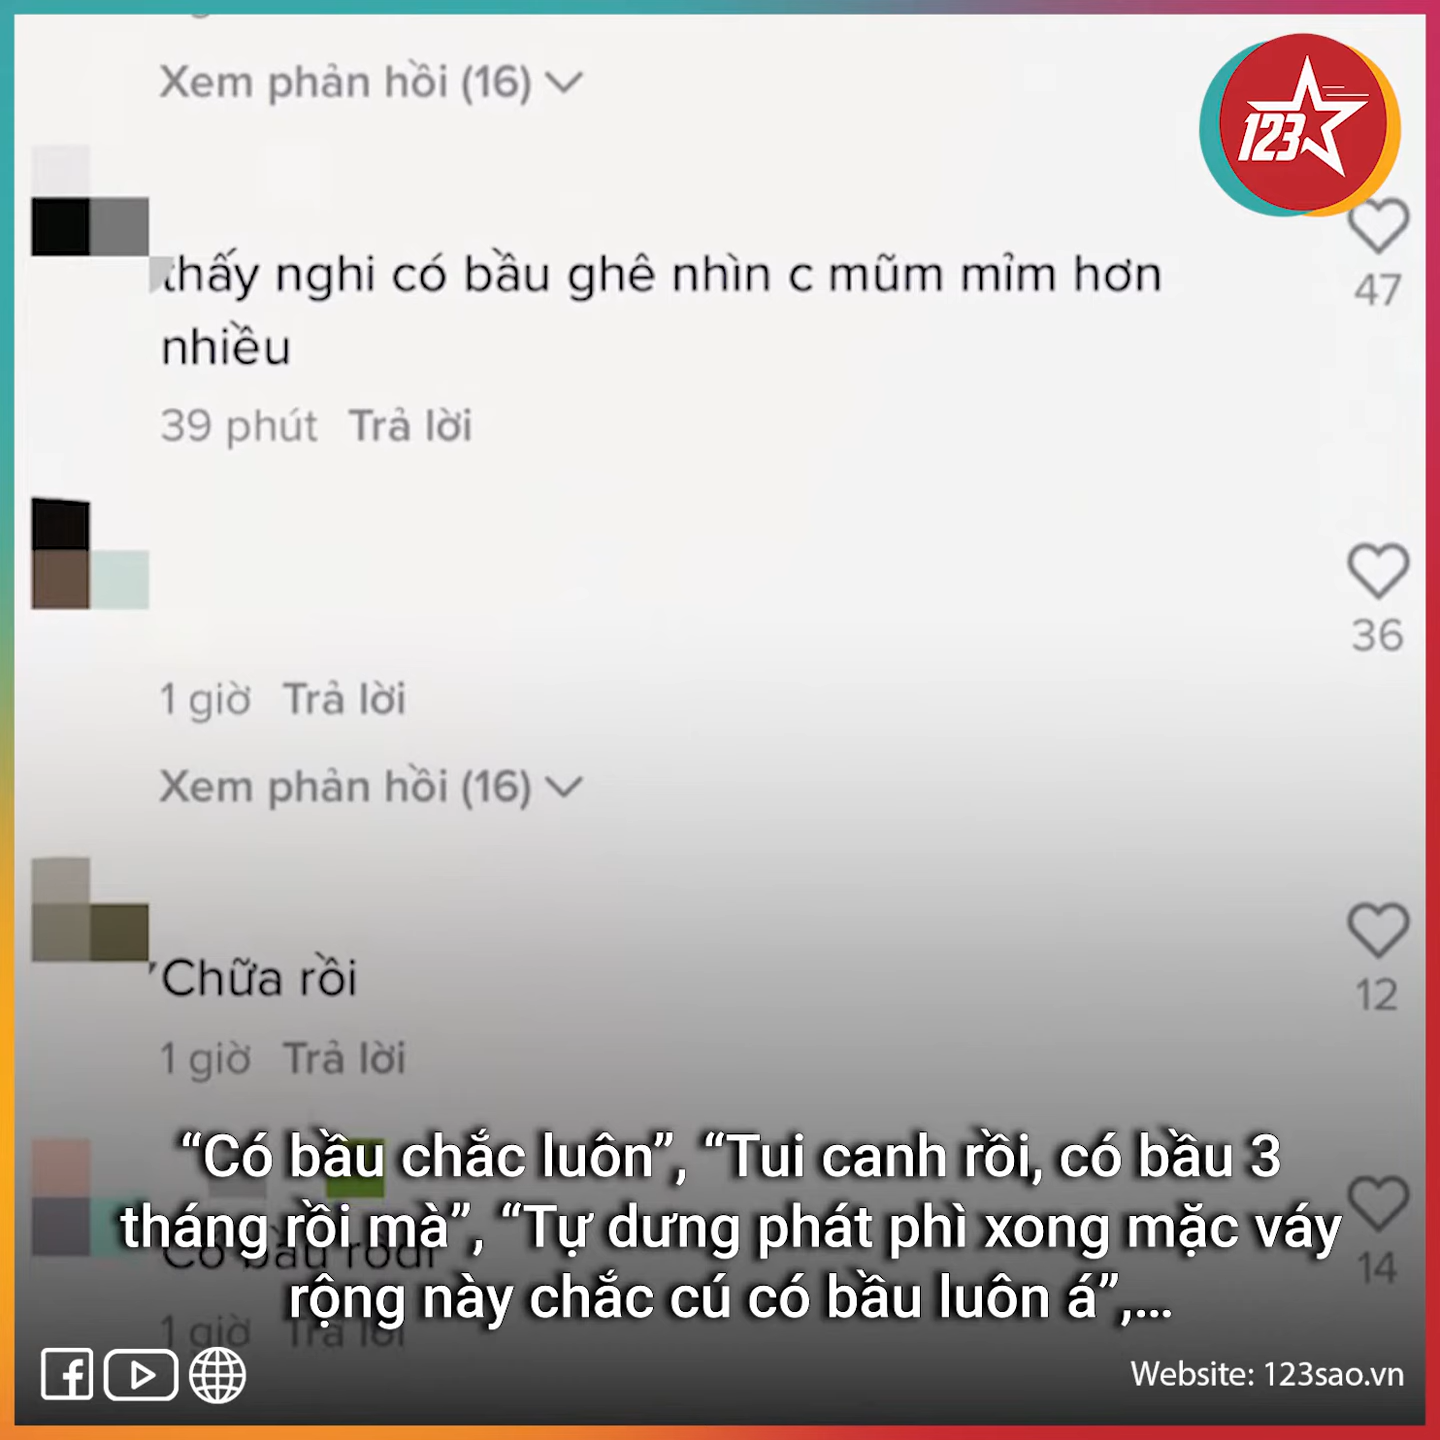 Xem phản hồi (16)
123
thấy nghi có bầu ghê nhìn c mũm mỉm hơn
47
nhiều
39 phút Trả lời
36
1 giờ Trả lời
Xem phản hồi (16)
Chữa rồi
12
1 giờ Trả lời
“Có bầu chắc luôn”, “Tui canh rồi, có bầu 3
tháng rồi mà”, “Tự dưng phát phì xong mặc váy
Có bầu rồdi
14
rộng này chắc cú có bầu luôn á”,...
1 giờ Trả lời
Website: 123sao.vn